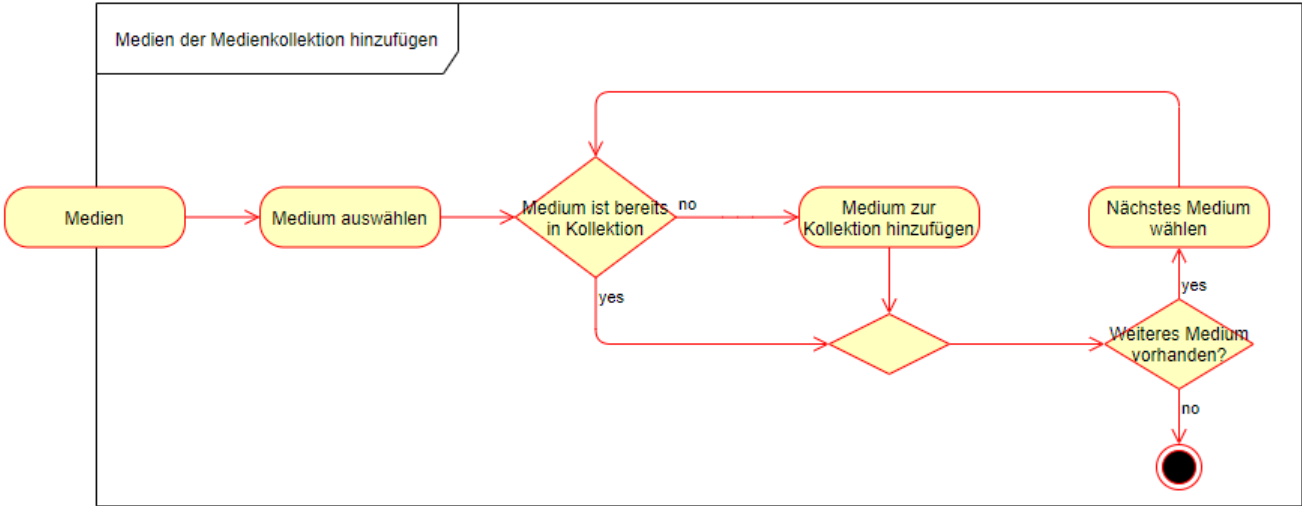 Medien der Medienkollektion hinzufügen
Medien
Medium auswählen
Medium ist bereits
in Kollektion
no
Medium zur
Kollektion hinzufügen
Nächstes Medium
wählen
yes
yes
Weiteres Medium
vorhanden?
no